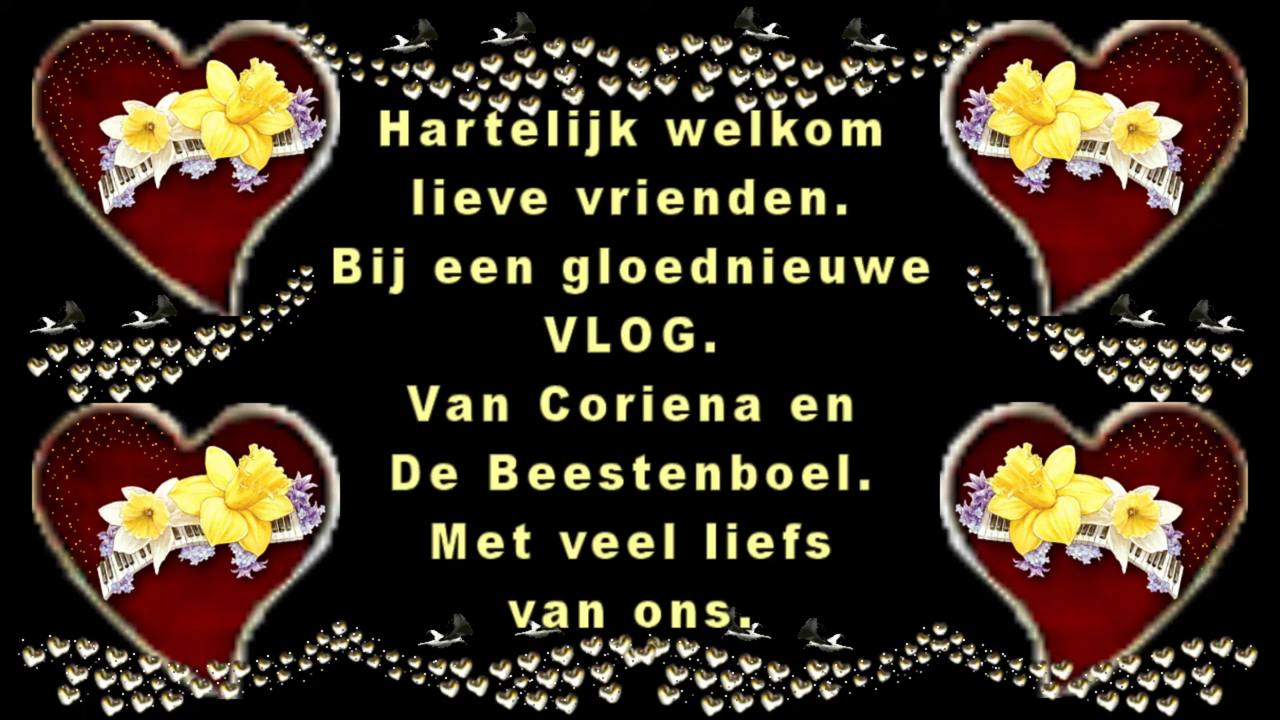 Hartelijk welkom
lieve vrienden.
Bij een gloednieuwe
VLOG.
Van Coriena en
De Beestenboel.
Met veel liefs
van ons.